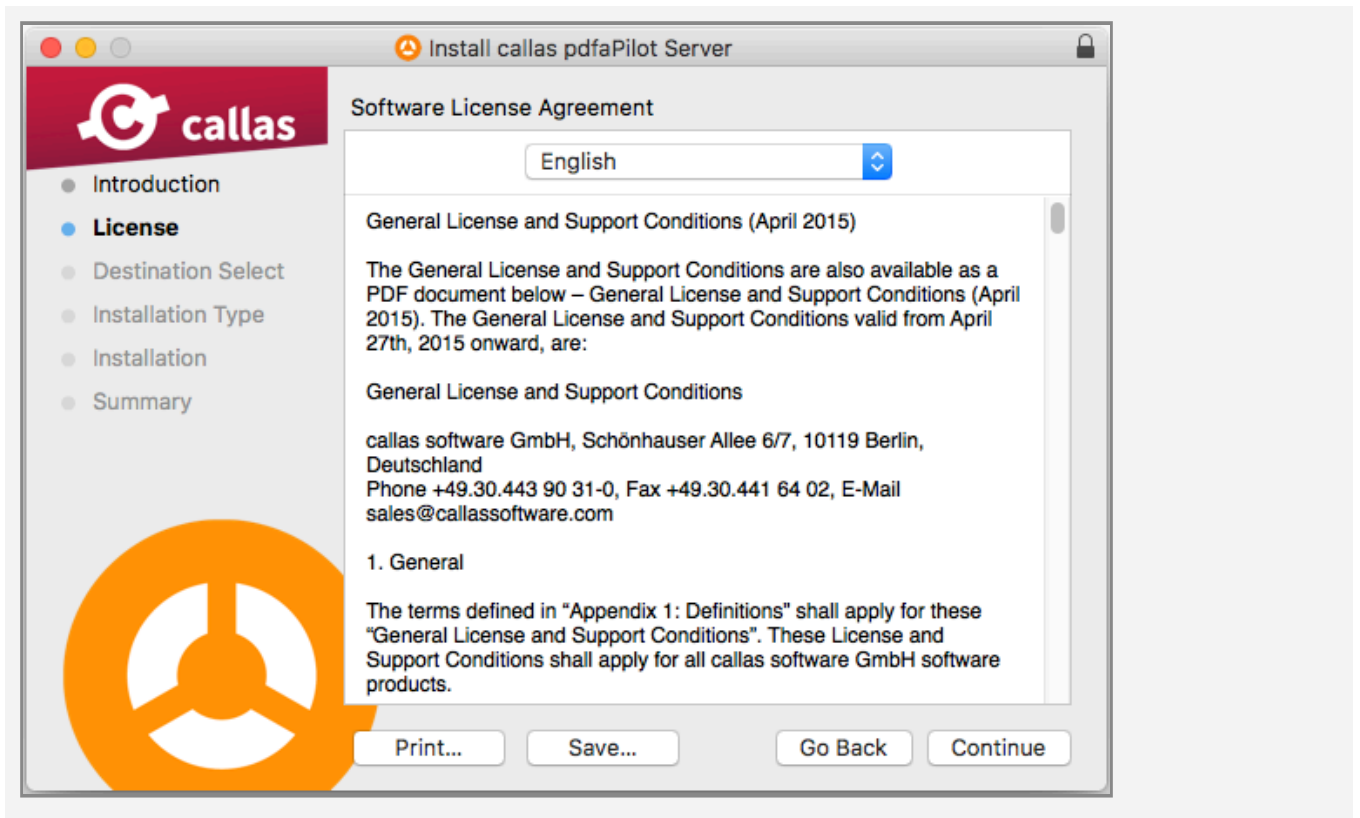 Install callas pdfaPilot Server
callas
Introduction
License
Destination Select
Installation Type
Installation
Summary
Software License Agreement
English
General License and Support Conditions (April 2015)
The General License and Support Conditions are also available as a
PDF document below – General License and Support Conditions (April
2015). The General License and Support Conditions valid from April
27th, 2015 onward, are:
General License and Support Conditions
callas software GmbH, Schönhauser Allee 6/7, 10119 Berlin,
Deutschland
Phone +49.30.443 90 31-0, Fax +49.30.441 64 02, E-Mail
sales@callassoftware.com
1. General
The terms defined in “Appendix 1: Definitions" shall apply for these
“General License and Support Conditions”. These License and
Support Conditions shall apply for all callas software GmbH software
products.
Print...
Save...
Go Back
Continue